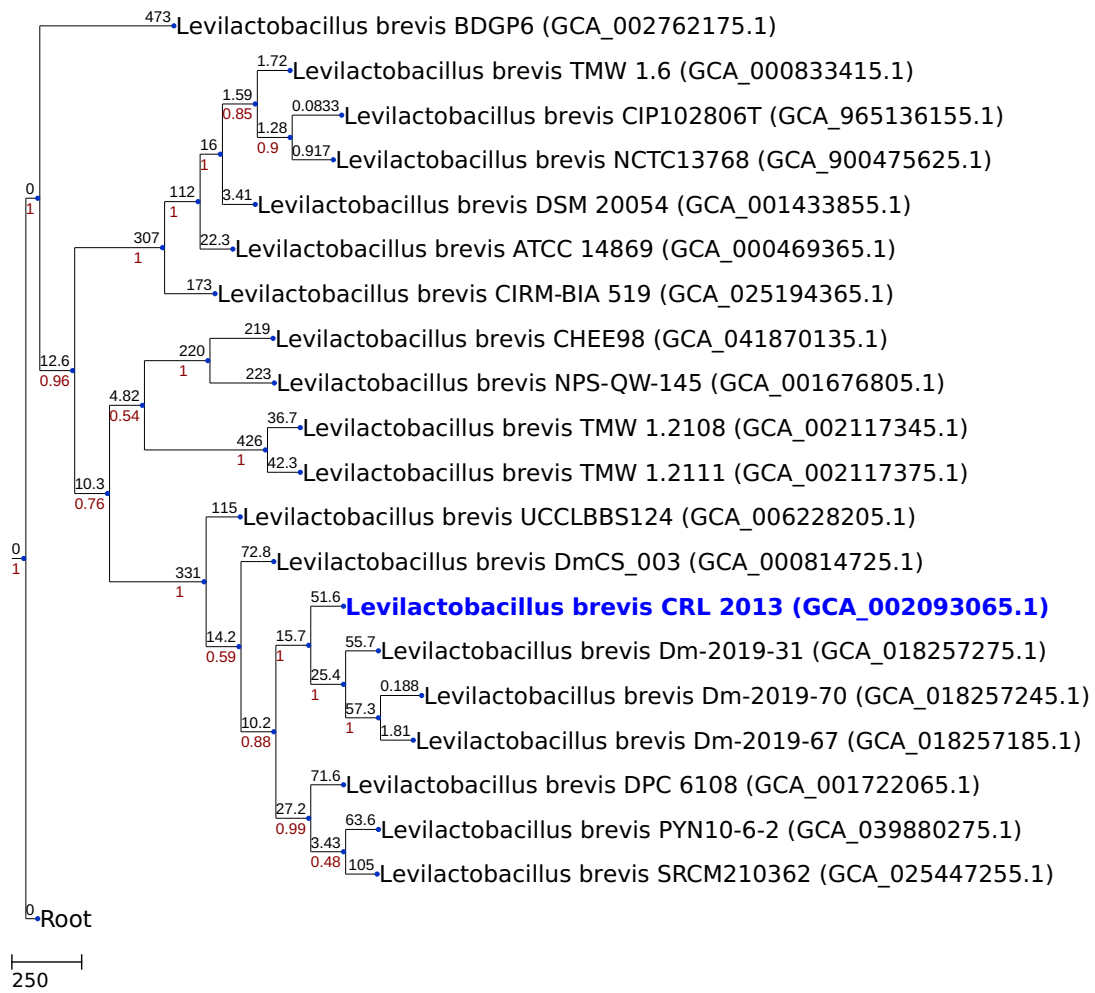 473
Levilactobacillus brevis BDGP6 (GCA_002762175.1)
1.72
Levilactobacillus brevis TMW 1.6 (GCA_000833415.1)
1.59
0.85
0.0833
Levilactobacillus brevis CIP102806T (GCA_965136155.1)
1.28
0.9
0.917
Levilactobacillus brevis NCTC13768 (GCA_900475625.1)
16
1
3.41
Levilactobacillus brevis DSM 20054 (GCA_001433855.1)
112
1
22.3
Levilactobacillus brevis ATCC 14869 (GCA_000469365.1)
307
1
173
Levilactobacillus brevis CIRM-BIA 519 (GCA_025194365.1)
0
1
219
Levilactobacillus brevis CHEE98 (GCA_041870135.1)
220
1
223
Levilactobacillus brevis NPS-QW-145 (GCA_001676805.1)
12.6
0.96
4.82
0.54
36.7
Levilactobacillus brevis TMW 1.2108 (GCA_002117345.1)
426
1
42.3
Levilactobacillus brevis TMW 1.2111 (GCA_002117375.1)
10.3
0.76
115
Levilactobacillus brevis UCCLBBS124 (GCA_006228205.1)
0
1
72.8
Levilactobacillus brevis DmCS_003 (GCA_000814725.1)
331
1
51.6
Levilactobacillus brevis CRL 2013 (GCA_002093065.1)
14.2
0.59
15.7
1
55.7
Levilactobacillus brevis Dm-2019-31 (GCA_018257275.1)
25.4
1
0.188
Levilactobacillus brevis Dm-2019-70 (GCA_018257245.1)
57.3
1
1.81
Levilactobacillus brevis Dm-2019-67 (GCA_018257185.1)
10.2
0.88
71.6
Levilactobacillus brevis DPC 6108 (GCA_001722065.1)
27.2
0.99
63.6
Levilactobacillus brevis PYN10-6-2 (GCA_039880275.1)
3.43
0.48
105
Levilactobacillus brevis SRCM210362 (GCA_025447255.1)
0
Root
250